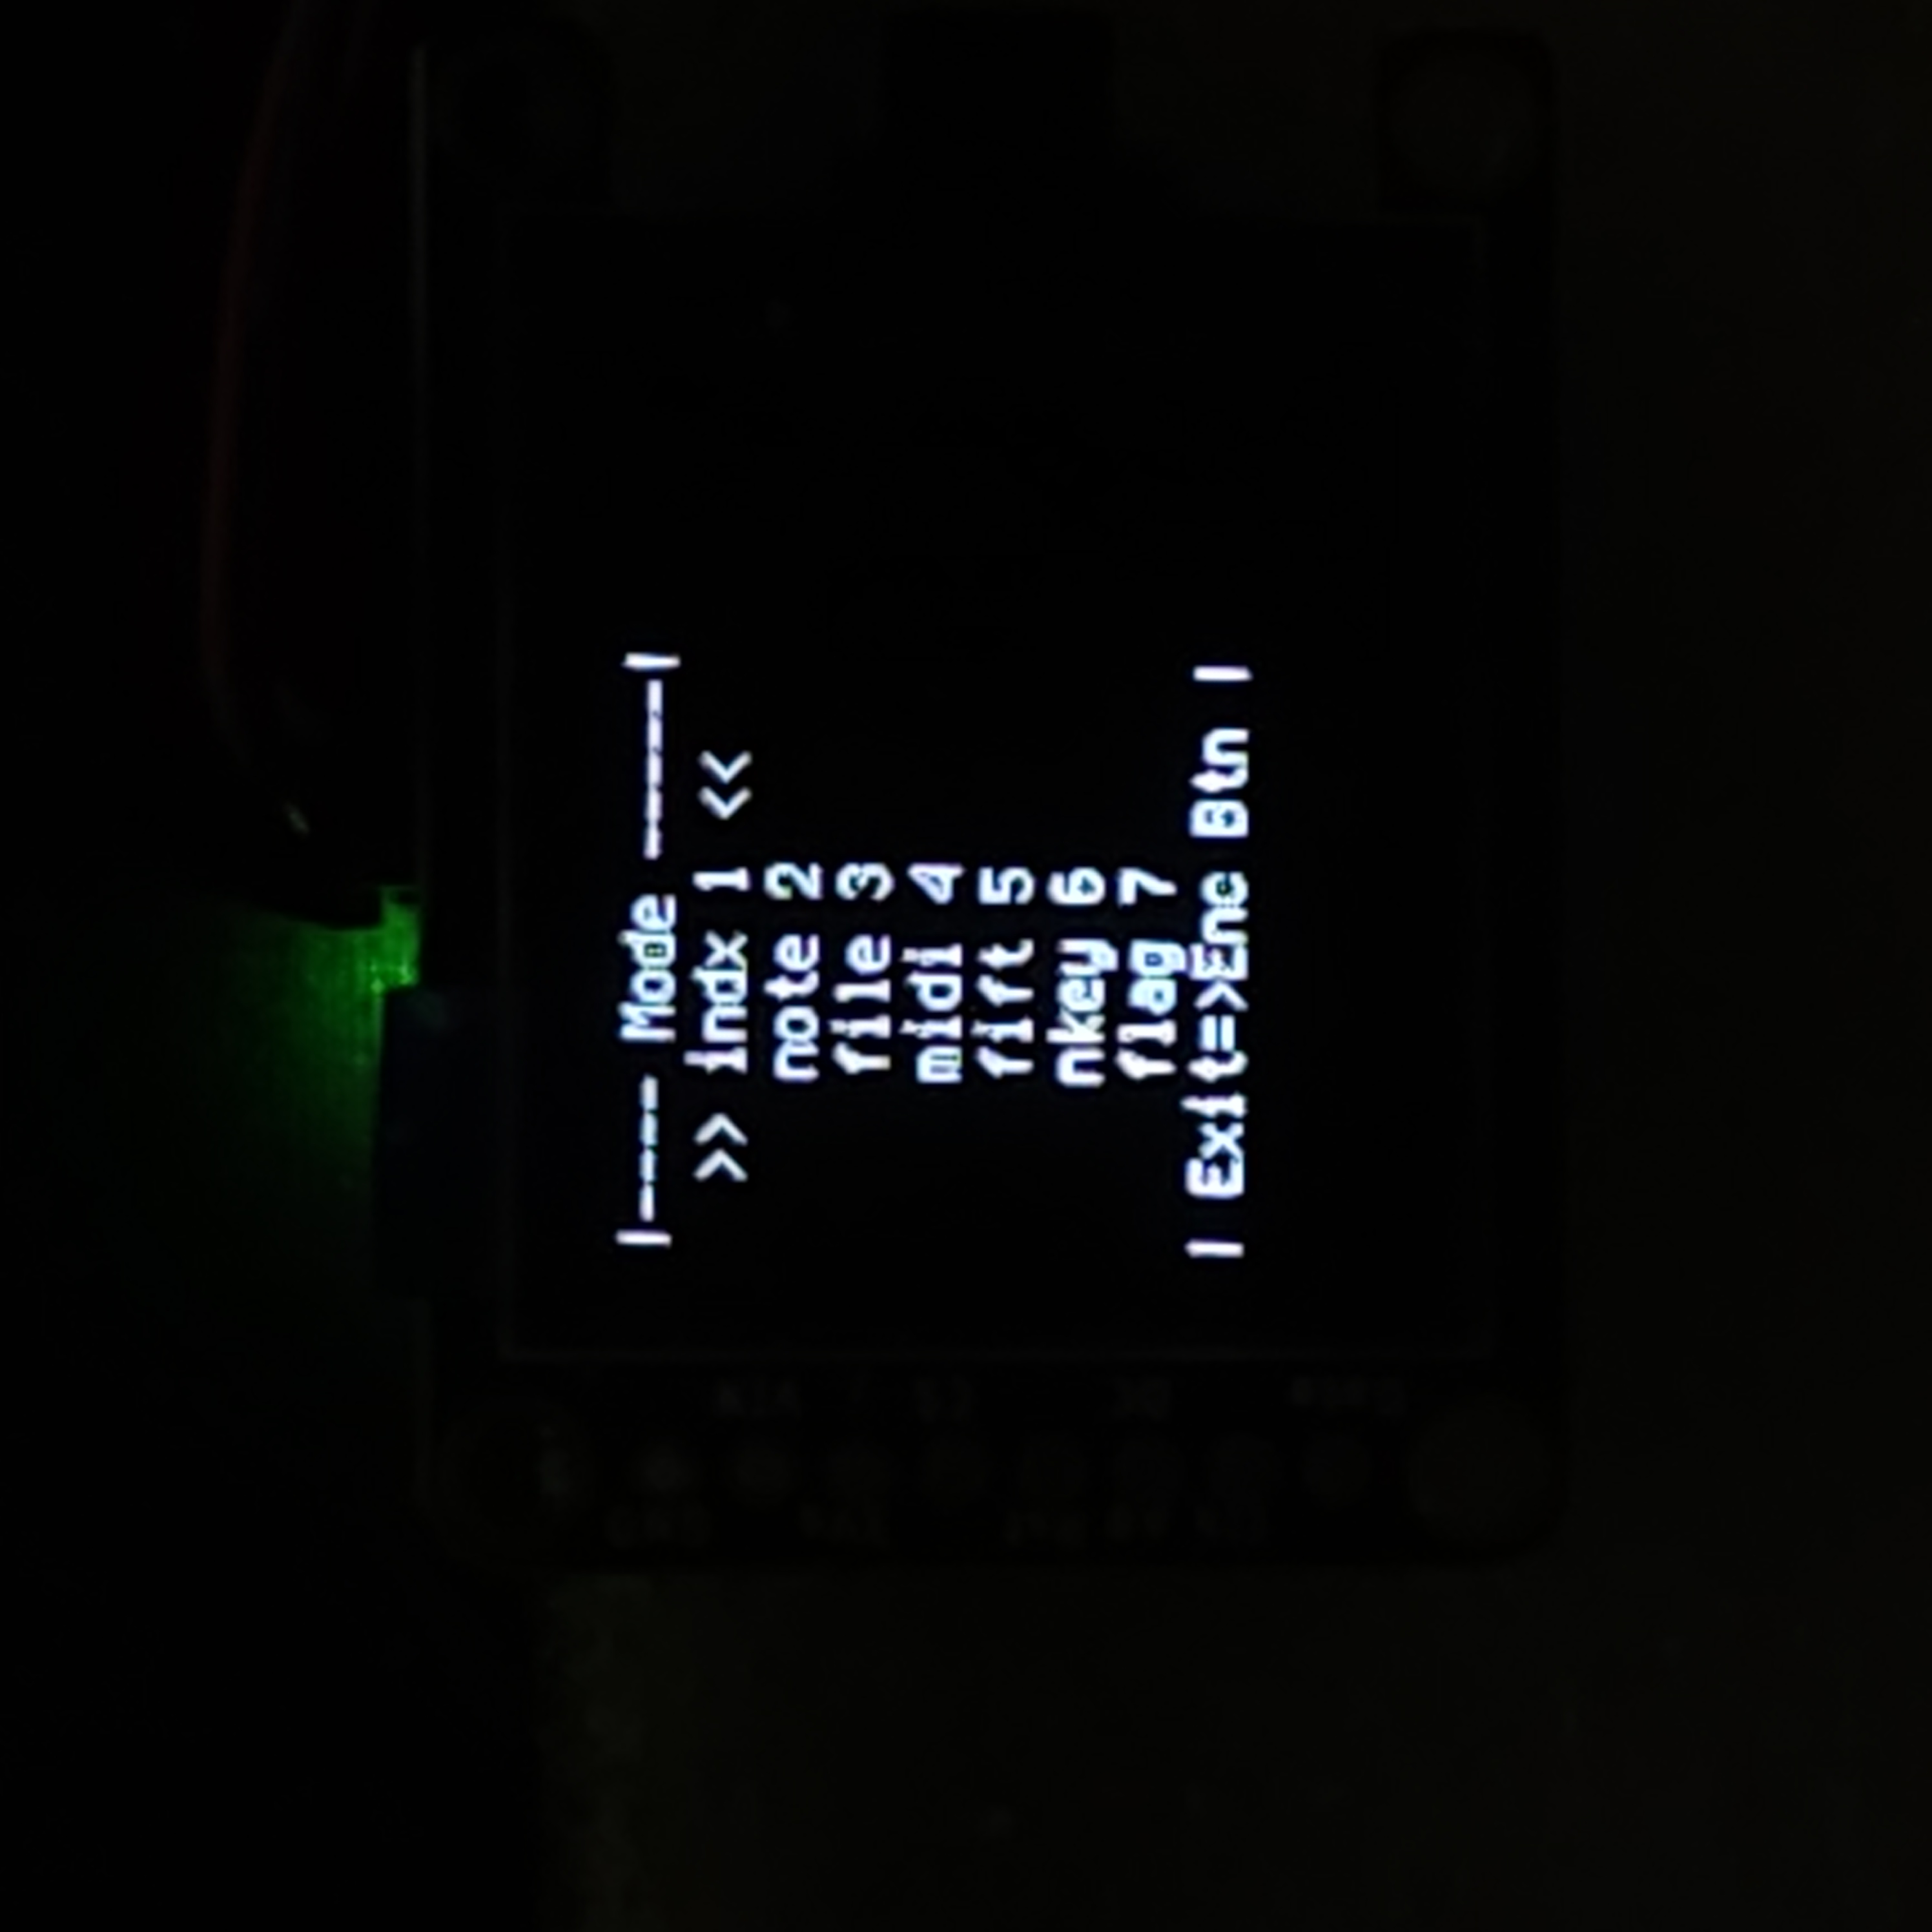 |---- Mode -----|
>> indx 1 <<
note 2
file 3
midi 4
fift 5
nkey 6
flag 7
| Exit=>Enc Btn |